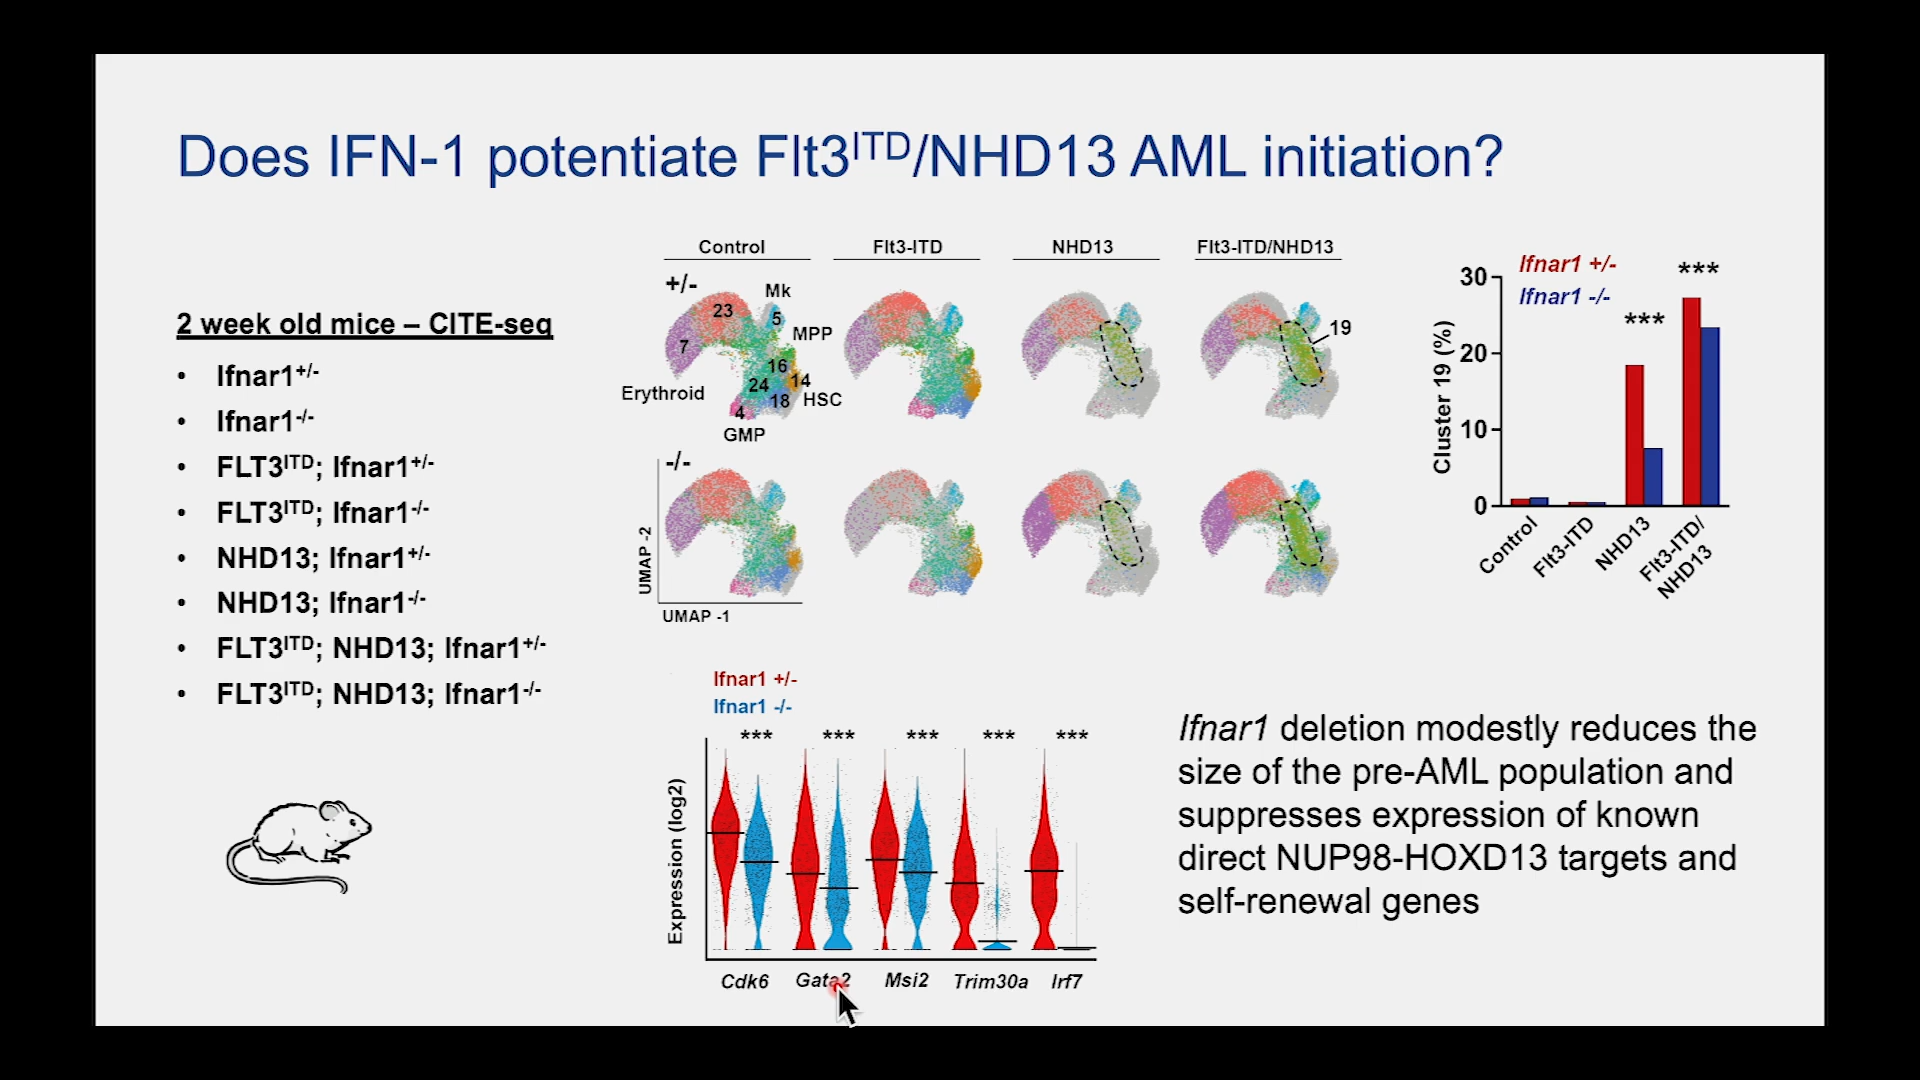 Does IFN-1 potentiate Flt3ITD/NHD13 AML initiation?
2 week old mice – CITE-seq
• Ifnar1+/-
• Ifnar1-/-
• FLT3ITD; Ifnar1+/-
• FLT3ITD; Ifnar1-/-
• NHD13; Ifnar1+/-
• NHD13; Ifnar1-/-
• FLT3ITD; NHD13; Ifnar1+/-
• FLT3ITD; NHD13; Ifnar1-/-
Control Flt3-ITD NHD13 Flt3-ITD/NHD13
+/-
Mk
23
5
MPP
7
16
24
14
18
HSC
4
Erythroid
GMP
19
-/-
UMAP -2
UMAP -1
Ifnar1 +/-
Ifnar1 -/-
***
***
Cluster 19 (%)
30
20
10
0
Control
Flt3-ITD
NHD13
Flt3-ITD/
NHD13
Ifnar1 +/-
Ifnar1 -/-
*** *** *** *** ***
Expression (log2)
Cdk6 Gata2 Msi2 Trim30a Irf7
Ifnar1 deletion modestly reduces the
size of the pre-AML population and
suppresses expression of known
direct NUP98-HOXD13 targets and
self-renewal genes